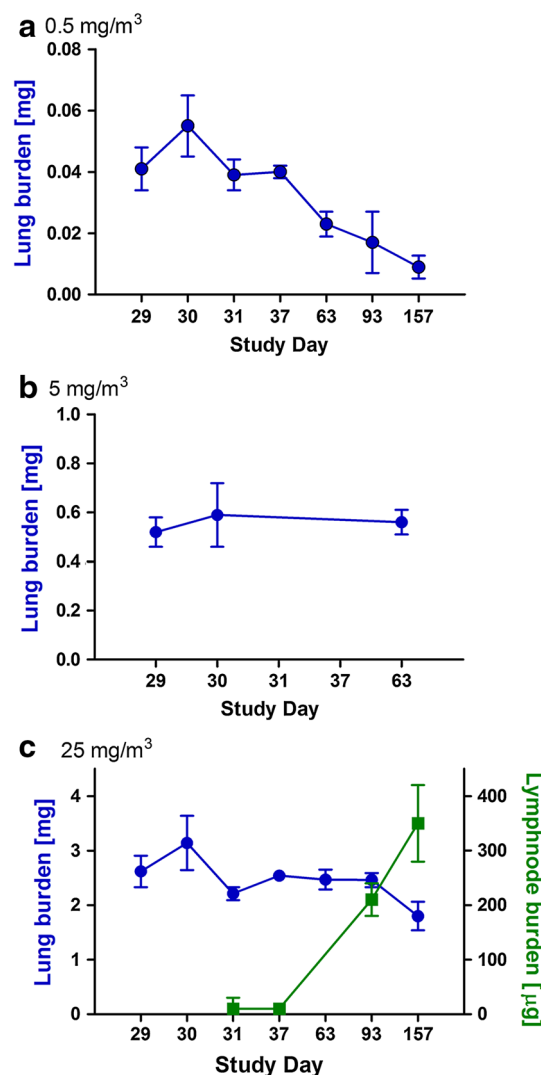 a 0.5 mg/m³
0.08
0.06
0.04
0.02
0.00
Lung burden [mg]
29 30 31 37 63 93 157
Study Day
b 5 mg/m³
1.0
0.8
0.6
0.4
0.2
0.0
Lung burden [mg]
29 30 31 37 63
Study Day
c 25 mg/m³
4
3
2
1
0
Lung burden [mg]
400
300
200
100
0
Lymphnode burden [µg]
29 30 31 37 63 93 157
Study Day